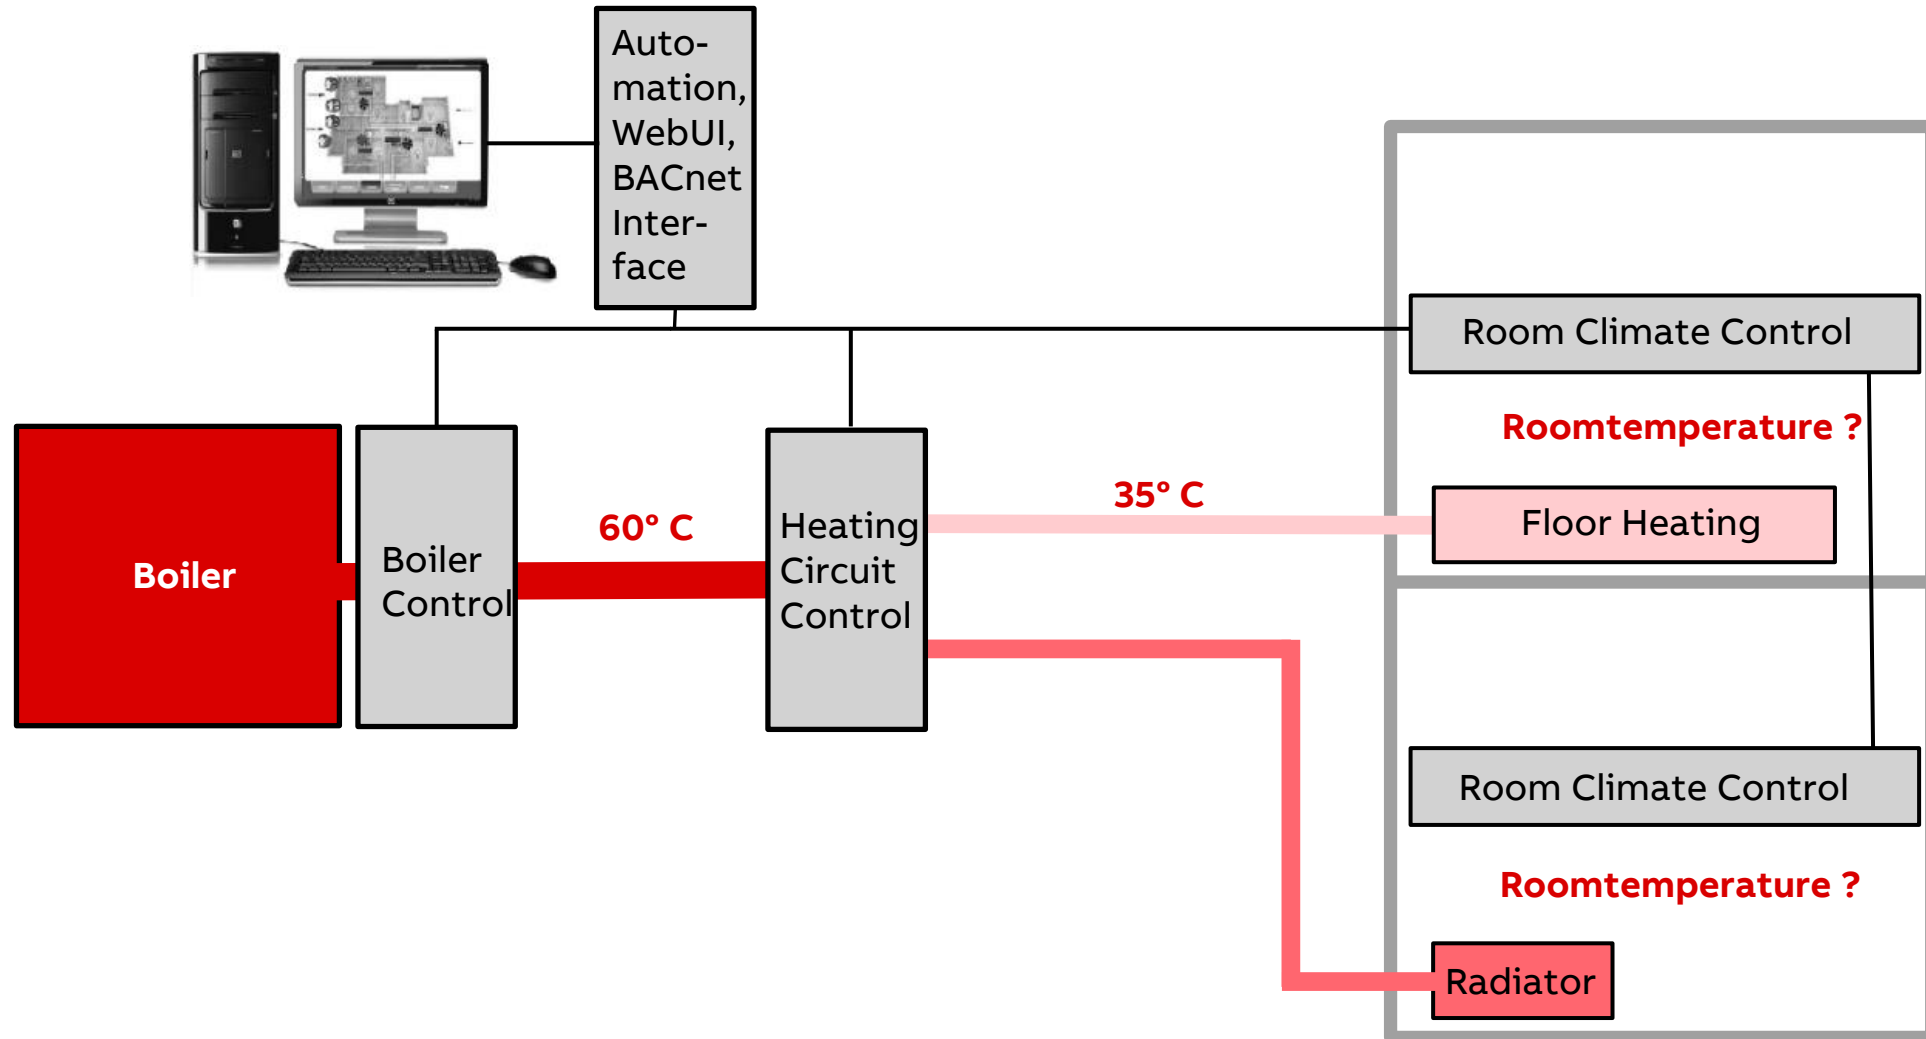 Auto-
mation,
WebUI,
BACnet
Inter-
face
Room Climate Control
Roomtemperature ?
35° C
60° C
Floor Heating
Heating
Circuit
Control
Boiler
Boiler
Control
Room Climate Control
Roomtemperature ?
Radiator